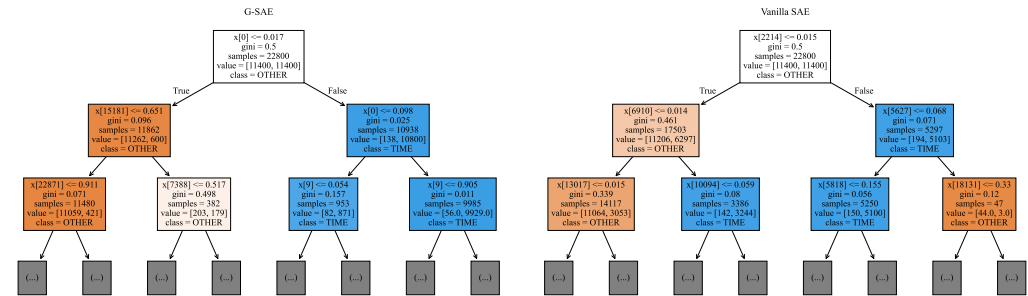 G-SAE
x[0] <= 0.017
gini = 0.5
samples = 22800
value = [11400, 11400]
class = OTHER
True
False
x[15181] <= 0.651
gini = 0.096
samples = 11862
value = [11262, 600]
class = OTHER
x[0] <= 0.098
gini = 0.025
samples = 10938
value = [138, 10800]
class = TIME
x[22871] <= 0.911
gini = 0.071
samples = 11480
value = [11059, 421]
class = OTHER
x[7388] <= 0.517
gini = 0.498
samples = 382
value = [203, 179]
class = OTHER
x[9] <= 0.054
gini = 0.157
samples = 953
value = [82, 871]
class = TIME
x[9] <= 0.905
gini = 0.011
samples = 9985
value = [56.0, 9929.0]
class = TIME
(...)
(...)
(...)
(...)
(...)
(...)
(...)
(...)
Vanilla SAE
x[2214] <= 0.015
gini = 0.5
samples = 22800
value = [11400, 11400]
class = OTHER
True
False
x[6910] <= 0.014
gini = 0.461
samples = 17503
value = [11206, 6297]
class = OTHER
x[5627] <= 0.068
gini = 0.071
samples = 5297
value = [194, 5103]
class = TIME
x[13017] <= 0.015
gini = 0.339
samples = 14117
value = [11064, 3053]
class = OTHER
x[10094] <= 0.059
gini = 0.08
samples = 3386
value = [142, 3244]
class = TIME
x[5818] <= 0.155
gini = 0.056
samples = 5250
value = [150, 5100]
class = TIME
x[18131] <= 0.33
gini = 0.12
samples = 47
value = [44.0, 3.0]
class = OTHER
(...)
(...)
(...)
(...)
(...)
(...)
(...)
(...)